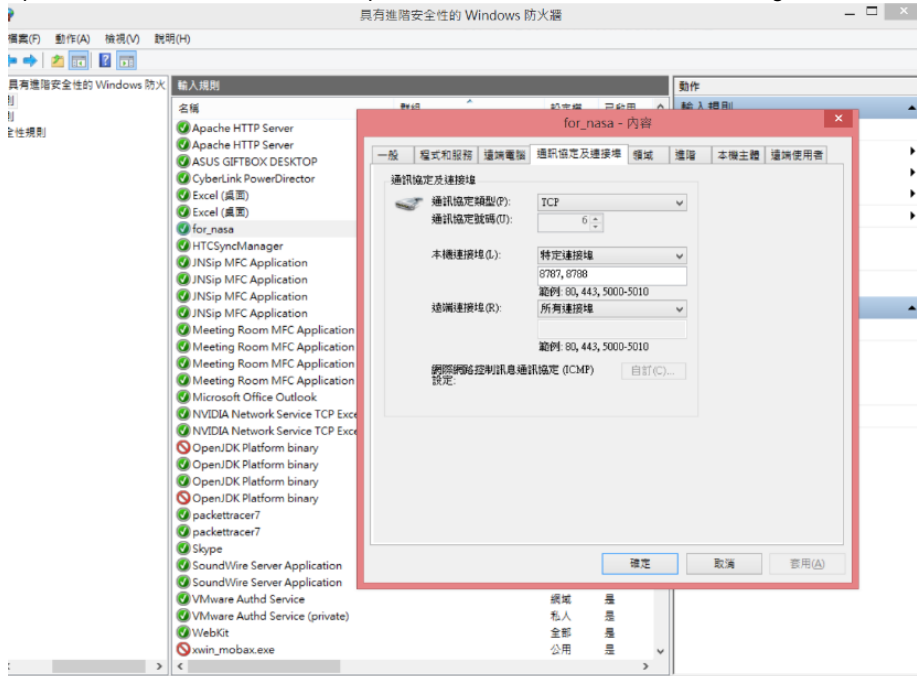 具有進階安全性的 Windows 防火牆
檔案(F) 動作(A) 檢視(V) 說明(H)
具有進階安全性的 Windows 防火
則
則
全性規則
輸入規則
名稱
Apache HTTP Server
Apache HTTP Server
ASUS GIFTBOX DESKTOP
CyberLink PowerDirector
Excel (桌面)
Excel (桌面)
for_nasa
HTCSyncManager
JNSip MFC Application
JNSip MFC Application
JNSip MFC Application
JNSip MFC Application
Meeting Room MFC Application
Meeting Room MFC Application
Meeting Room MFC Application
Meeting Room MFC Application
Microsoft Office Outlook
NVIDIA Network Service TCP Exce
NVIDIA Network Service TCP Exce
OpenJDK Platform binary
OpenJDK Platform binary
OpenJDK Platform binary
OpenJDK Platform binary
packettracer7
packettracer7
Skype
SoundWire Server Application
SoundWire Server Application
VMware Authd Service 網域 是
VMware Authd Service (private) 私人 是
WebKit 全部 是
xwin_mobax.exe 公用 是
動作
輸入規則
for_nasa - 內容
一般 程式和服務 遠端電腦 通訊協定及連接埠 領域 進階 本機主體 遠端使用者
通訊協定及連接埠
通訊協定類型(P): TCP
通訊協定號碼(U): 6
本機連接埠(L): 特定連接埠
8787, 8788
範例: 80, 443, 5000-5010
遠端連接埠(R): 所有連接埠
範例: 80, 443, 5000-5010
網際網路控制訊息通訊協定 (ICMP)
設定: 自訂(C)...
確定 取消 套用(A)